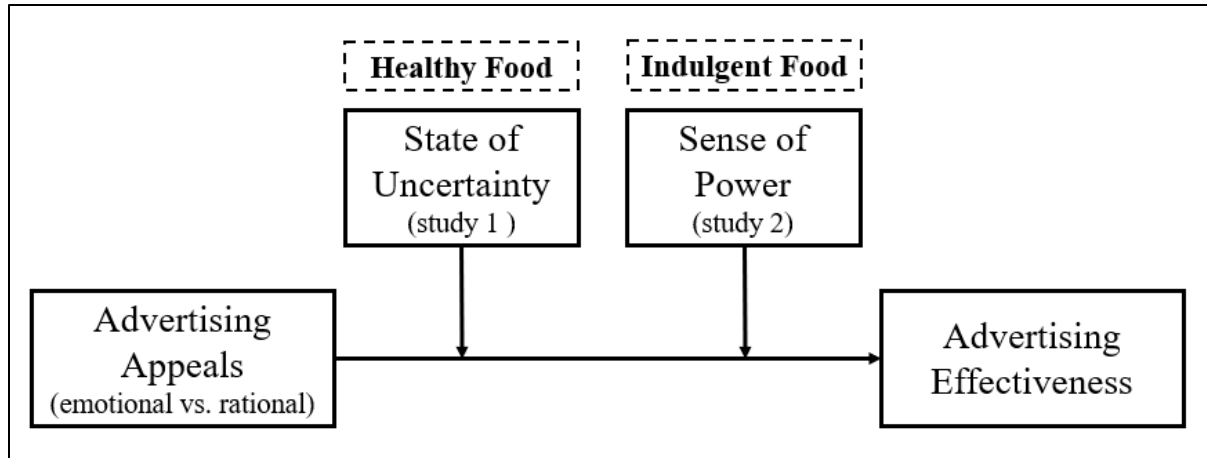 Healthy Food
Indulgent Food
State of
Uncertainty
(study 1 )
Sense of
Power
(study 2)
Advertising
Appeals
(emotional vs. rational)
Advertising
Effectiveness